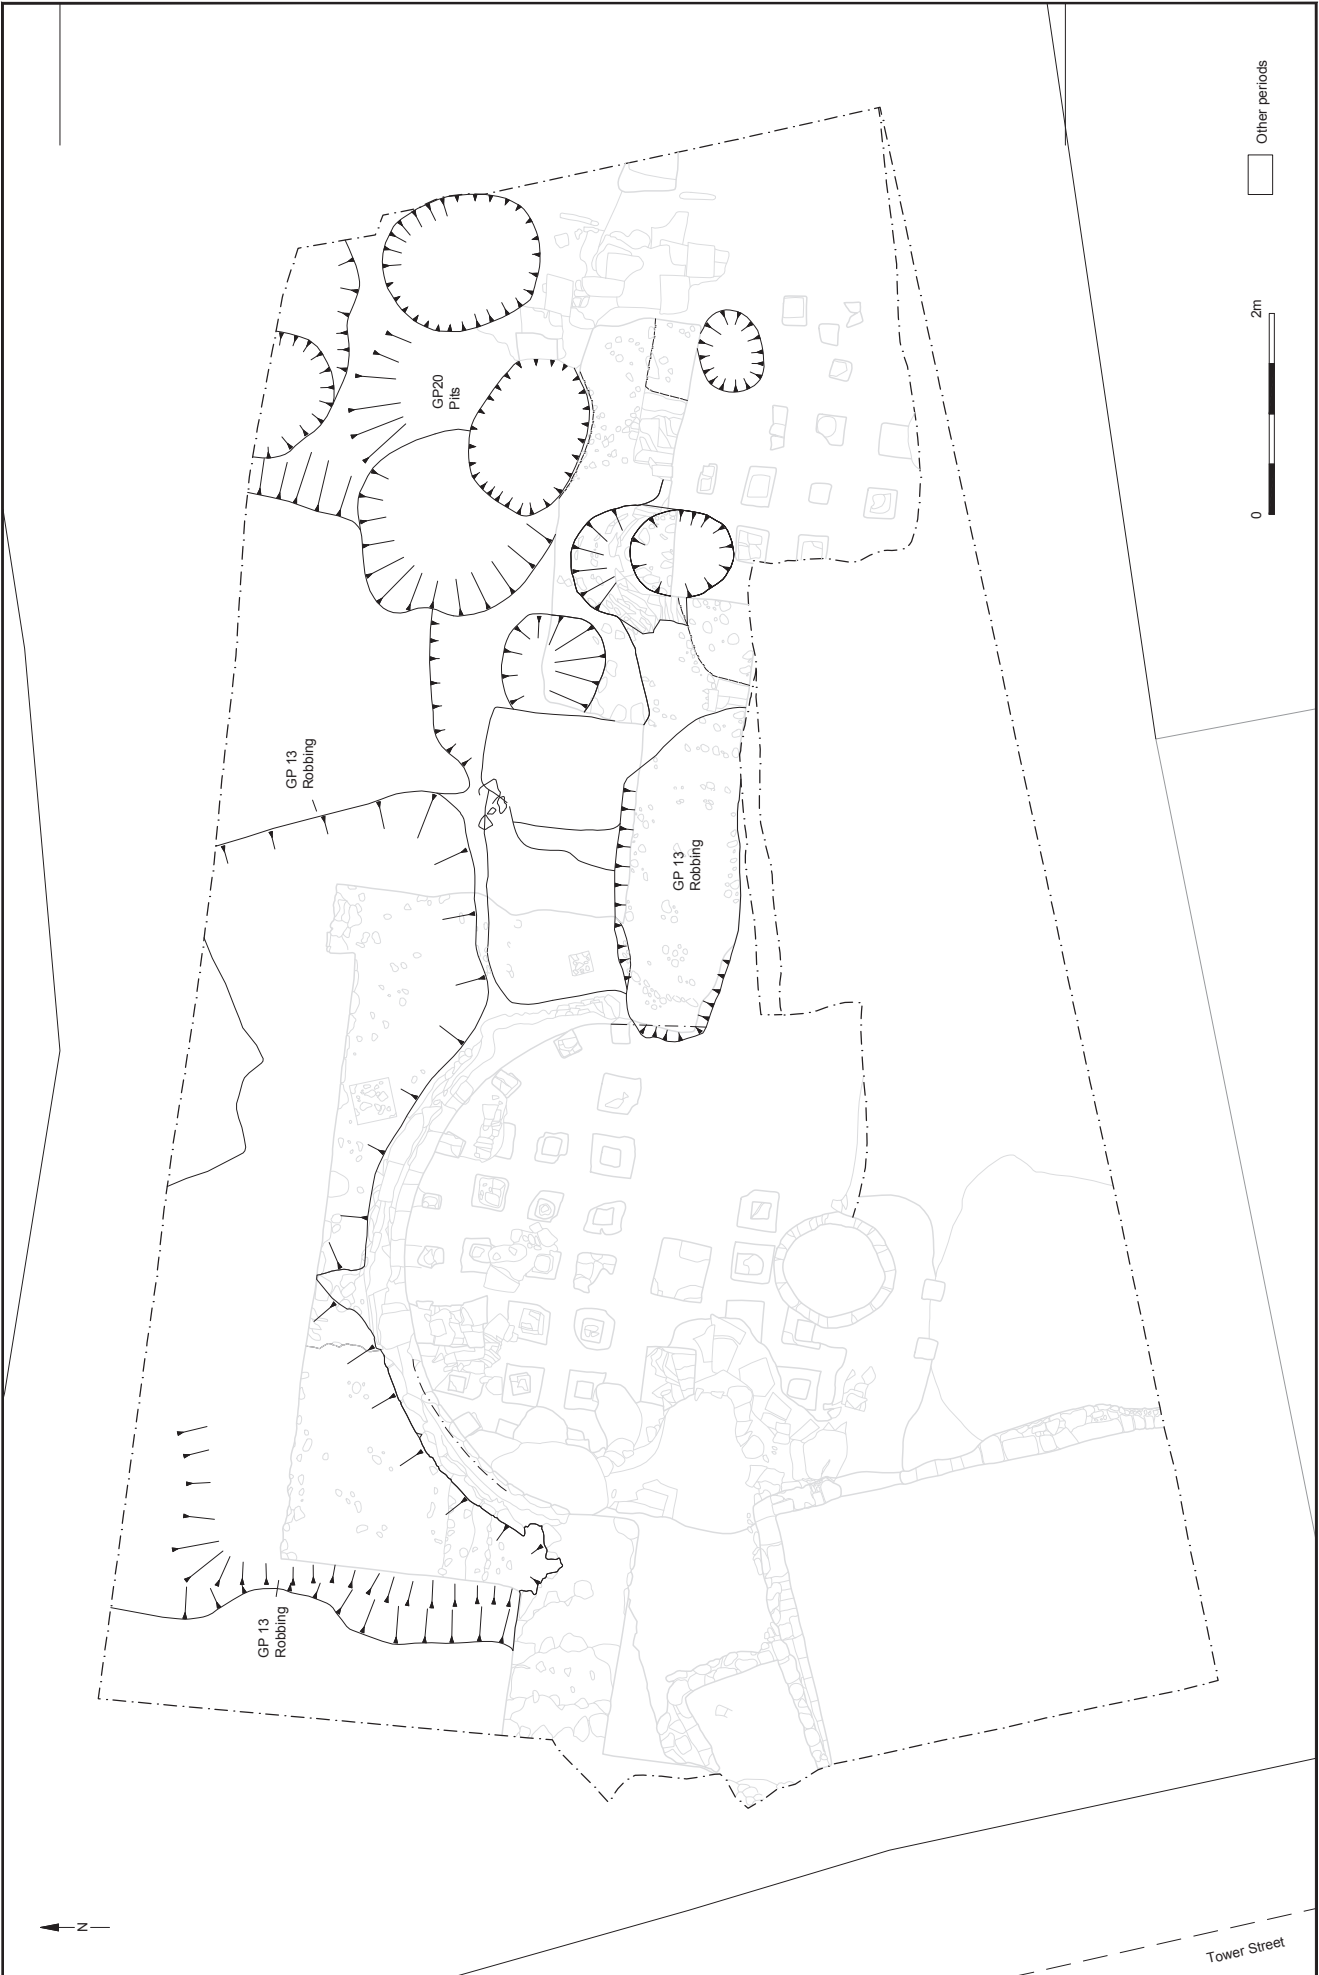 GP20
Pits
GP 13
Robbing
GP 13
Robbing
GP 13
Robbing
Other periods
0
2m
N
Tower Street